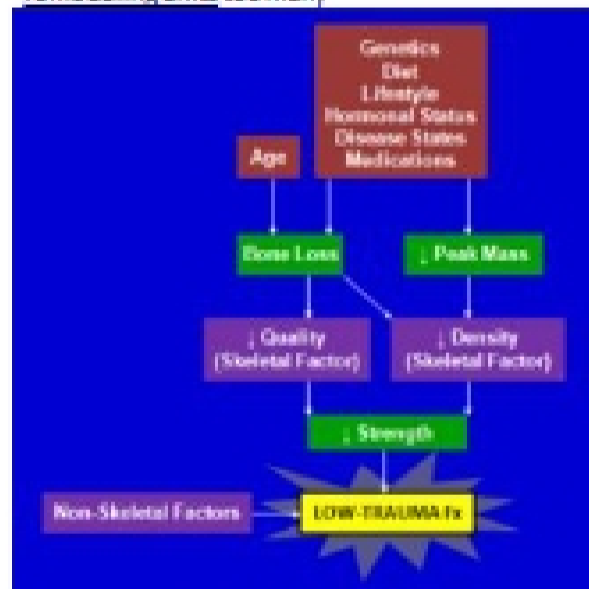 Genetics
Diet
Lifestyle
Hormonal Status
Disease States
Medications
Age
Bone Loss
↓ Peak Mass
↓ Quality
(Skeletal Factor)
↓ Density
(Skeletal Factor)
↓ Strength
Non-Skeletal Factors
LOW-TRAUMA Fx